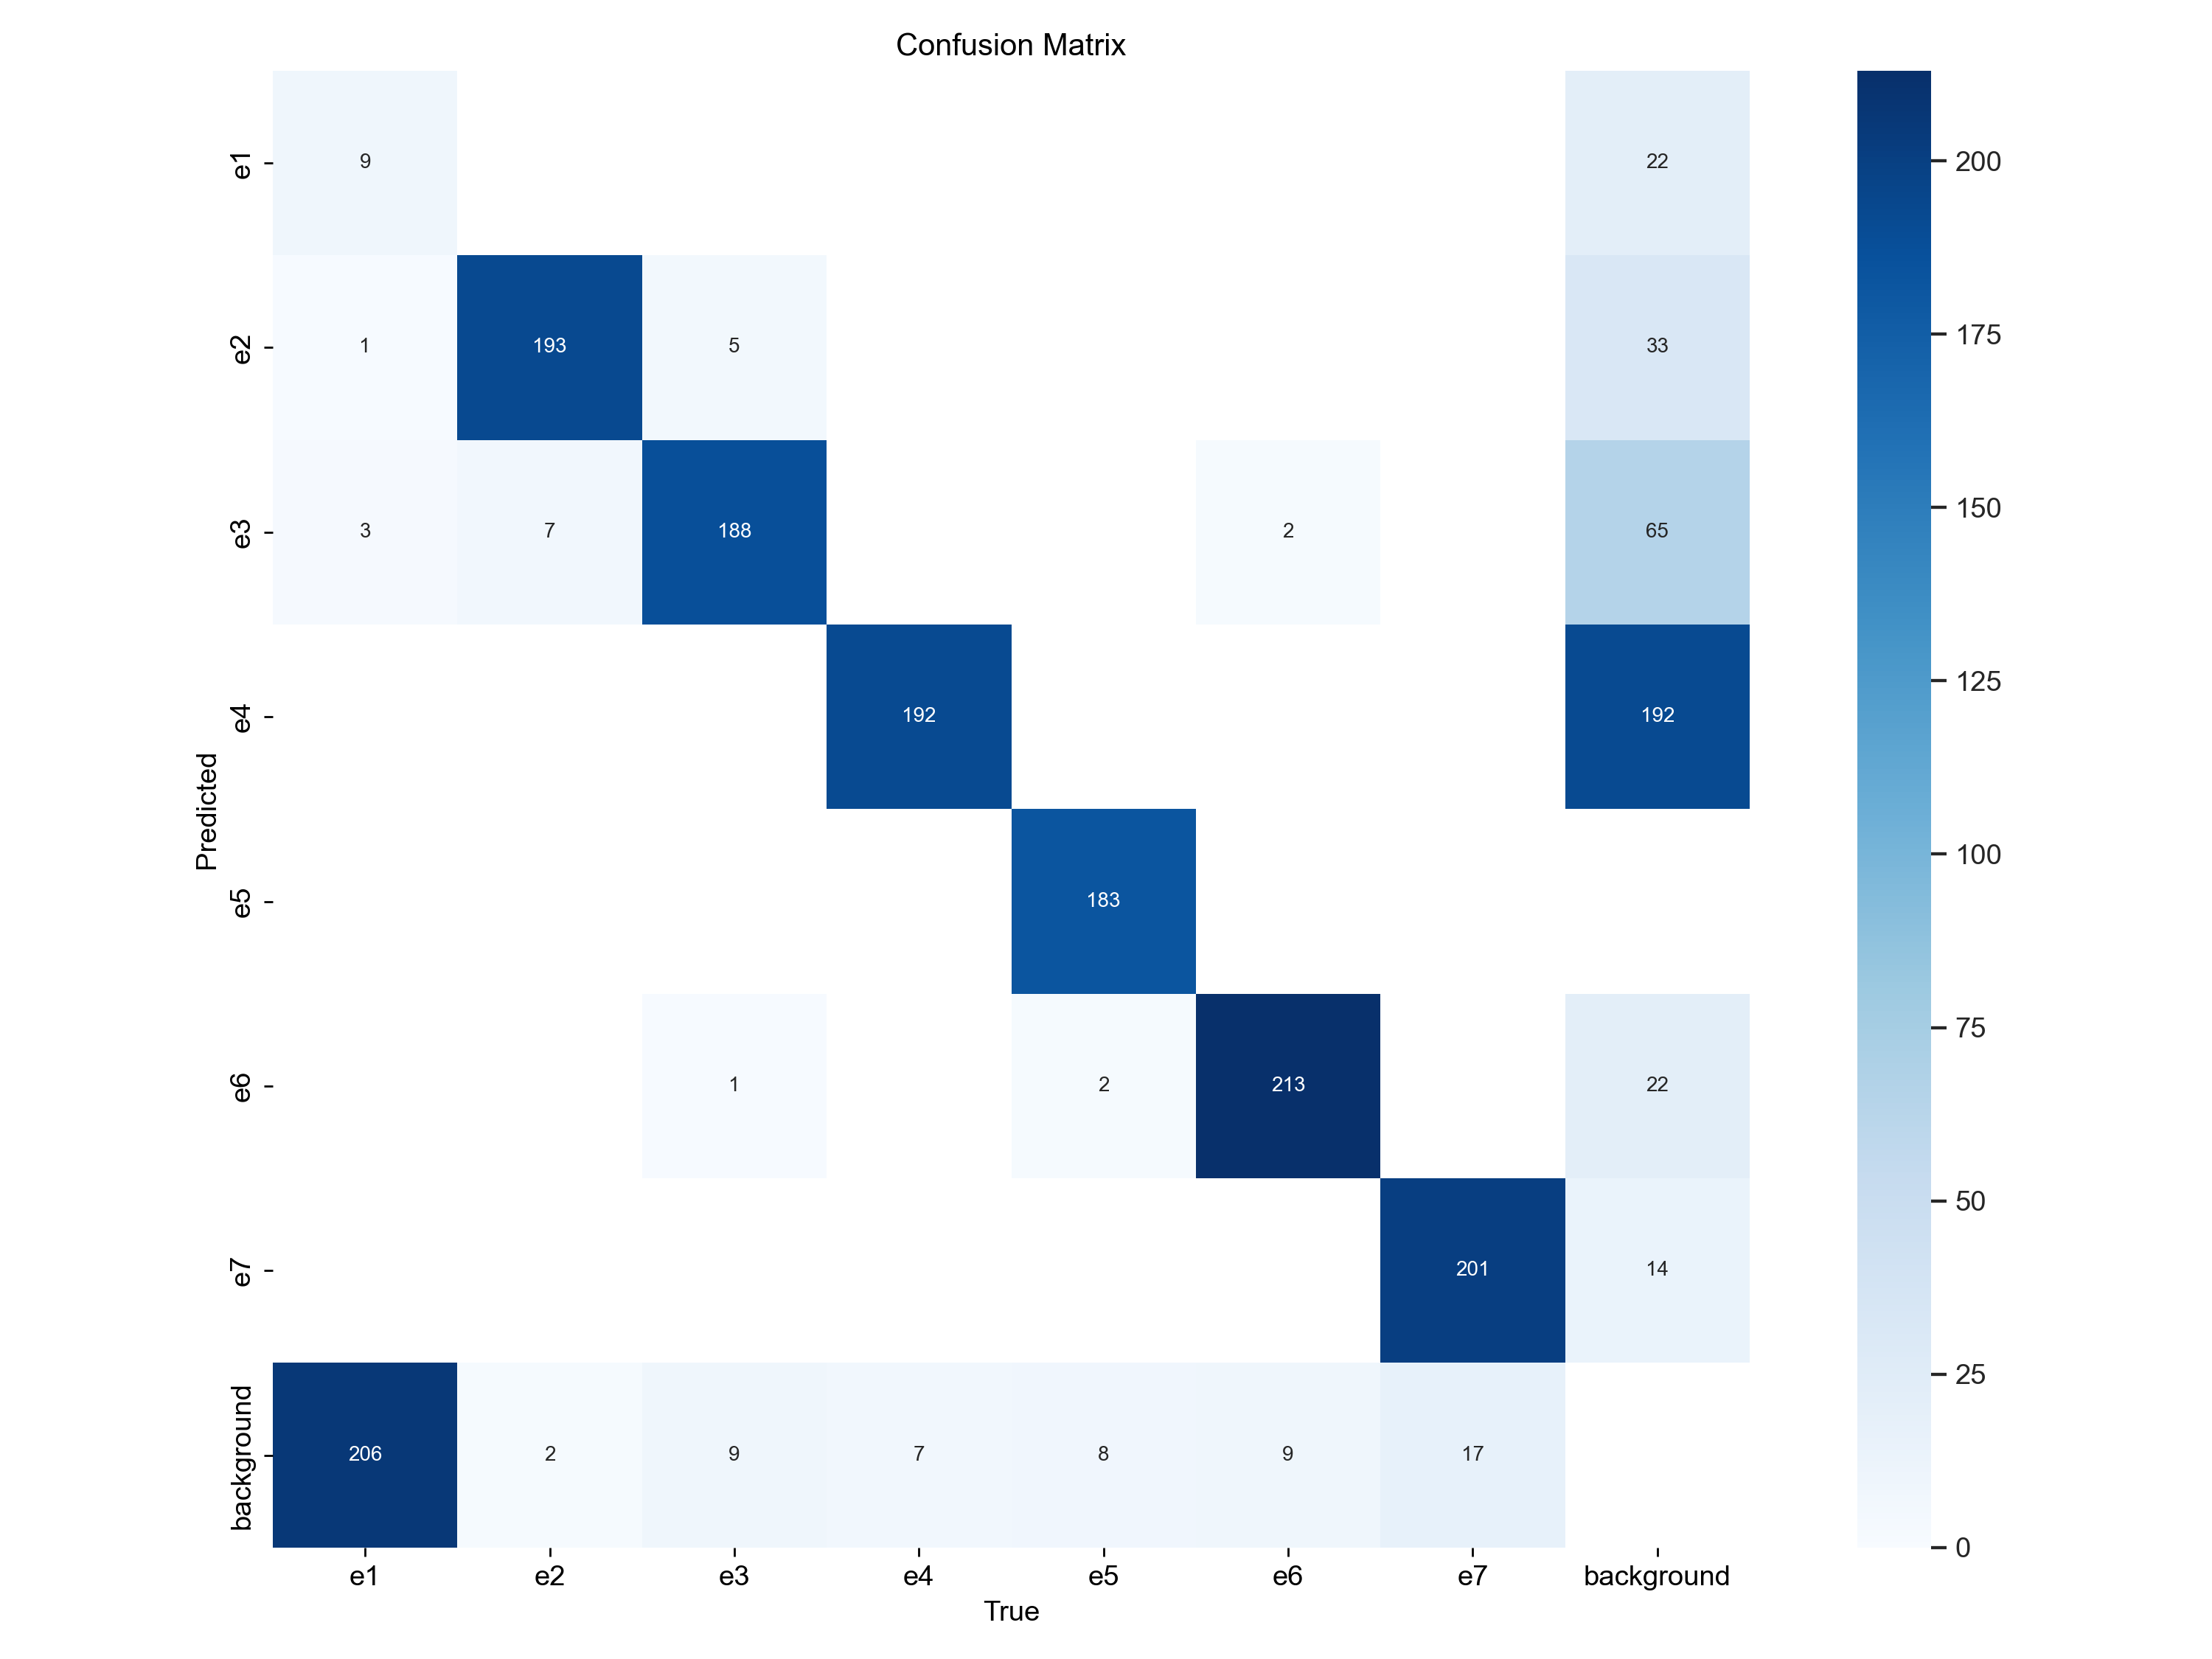 Confusion Matrix
e1 9 22
e2 1 193 5 33
e3 3 7 188 2 65
e4 192 192
e5 183
e6 1 2 213 22
e7 201 14
background 206 2 9 7 8 9 17
e1 e2 e3 e4 e5 e6 e7 background
True
Predicted
200
175
150
125
100
75
50
25
0